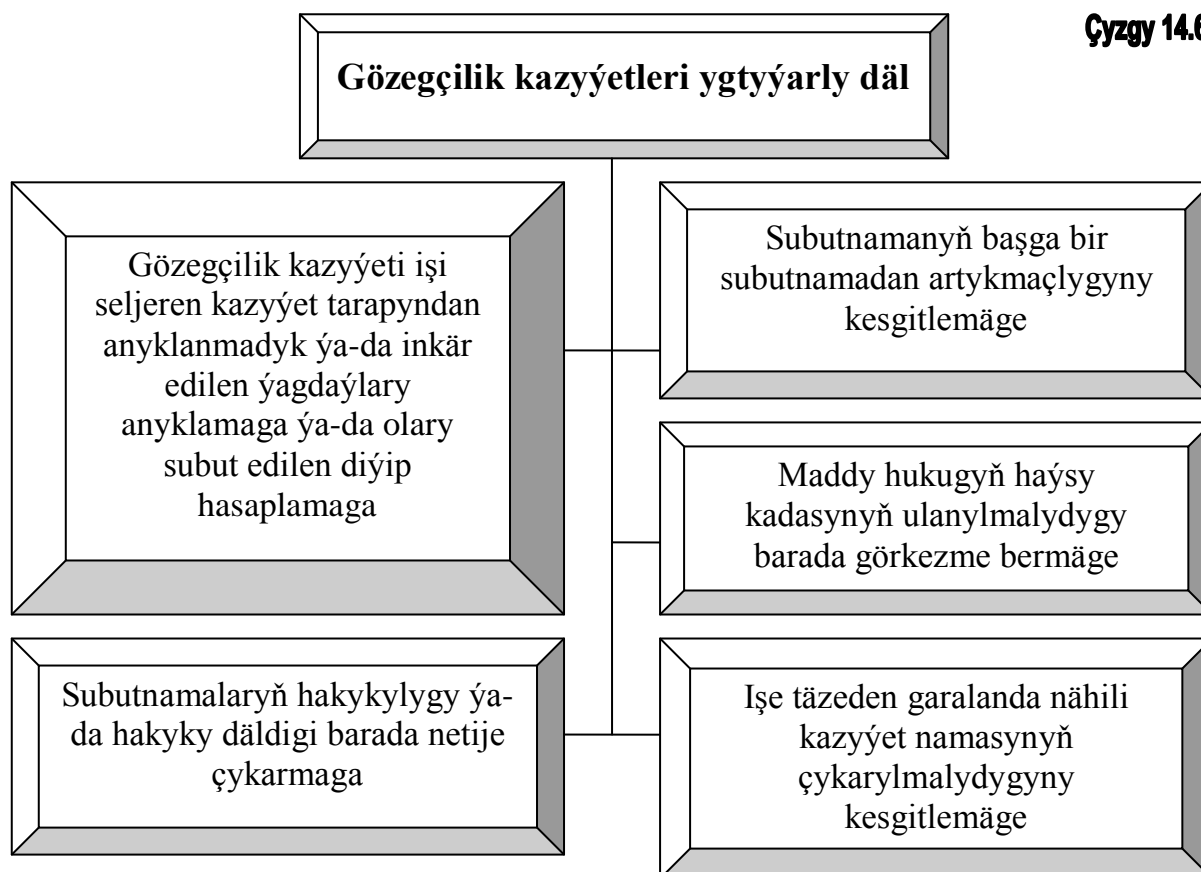 Çyzgy 14.6
Gözegçilik kazyýetleri ygtyýarly däl
Gözegçilik kazyýeti işi
seljeren kazyýet tarapyndan
anyklanmadyk ýa-da inkär
edilen ýagdaýlary
anyklamaga ýa-da olary
subut edilen diýip
hasaplamaga
Subutnamanyň başga bir
subutnamadan artykmaçlygyny
kesgitlemäge
Maddy hukugyň haýsy
kadasynyň ulanylmalydygy
barada görkezme bermäge
Subutnamalaryň hakykylygy ýa-
da hakyky däldigi barada netije
çykarmaga
Işe täzeden garalanda nähili
kazyýet namasynyň
çykarylmalydygyny
kesgitlemäge